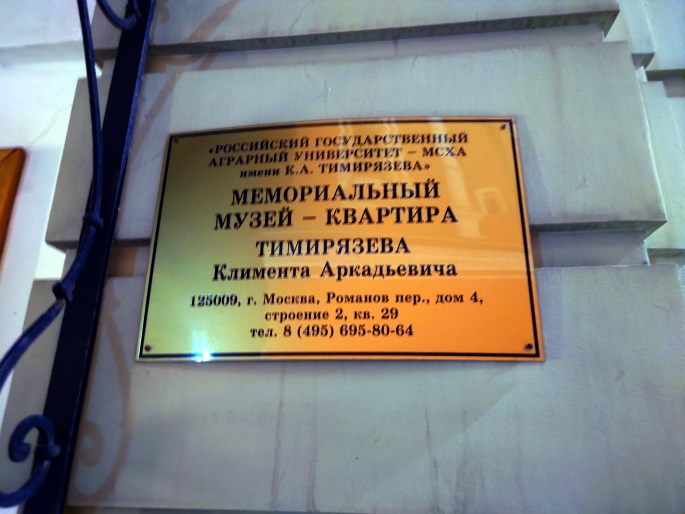 «РОССИЙСКИЙ ГОСУДАРСТВЕННЫЙ
АГРАРНЫЙ УНИВЕРСИТЕТ – МСХА
имени К.А. ТИМИРЯЗЕВА»
МЕМОРИАЛЬНЫЙ
МУЗЕЙ – КВАРТИРА
ТИМИРЯЗЕВА
Климента Аркадьевича
125009, г. Москва, Романов пер., дом 4,
строение 2, кв. 29
тел. 8 (495) 695-80-64